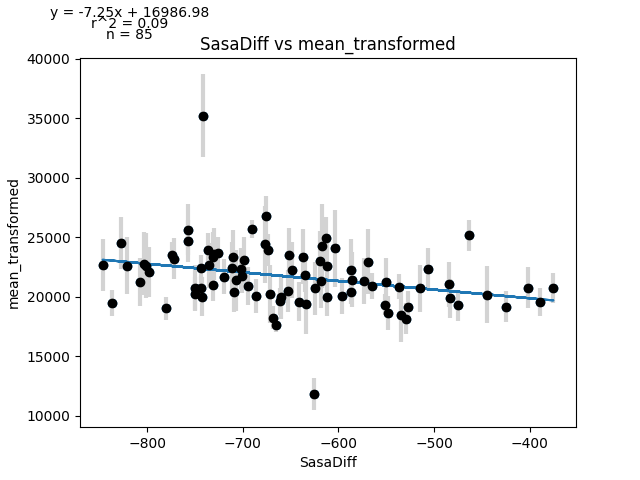 y = -7.25x + 16986.98
r^2 = 0.09
n = 85
SasaDiff vs mean_transformed
mean_transformed
40000
35000
30000
25000
20000
15000
10000
−800
−700
−600
−500
−400
SasaDiff